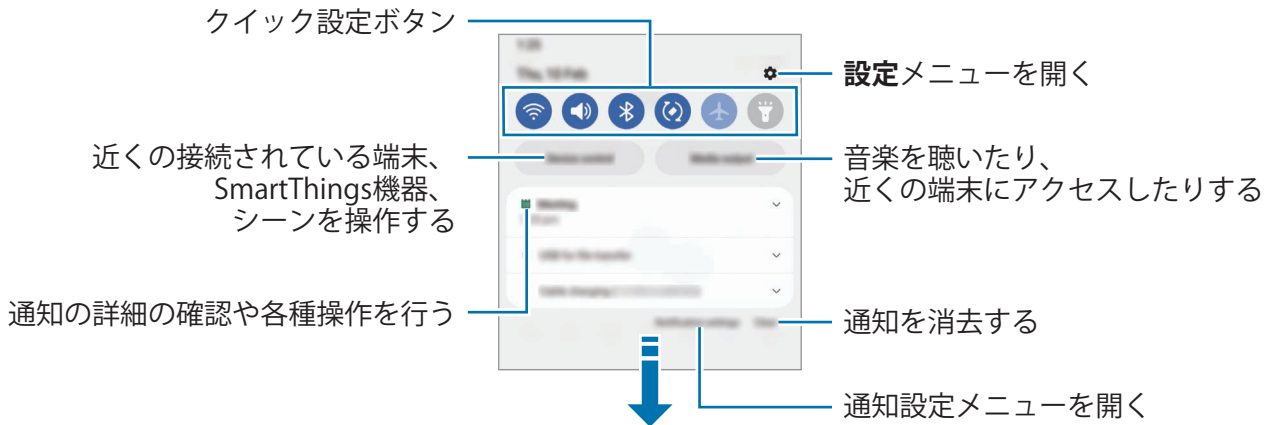 クイック設定ボタン
設定メニューを開く
近くの接続されている端末、
SmartThings機器、
シーンを操作する
音楽を聴いたり、
近くの端末にアクセスしたりする
通知の詳細の確認や各種操作を行う
通知を消去する
通知設定メニューを開く